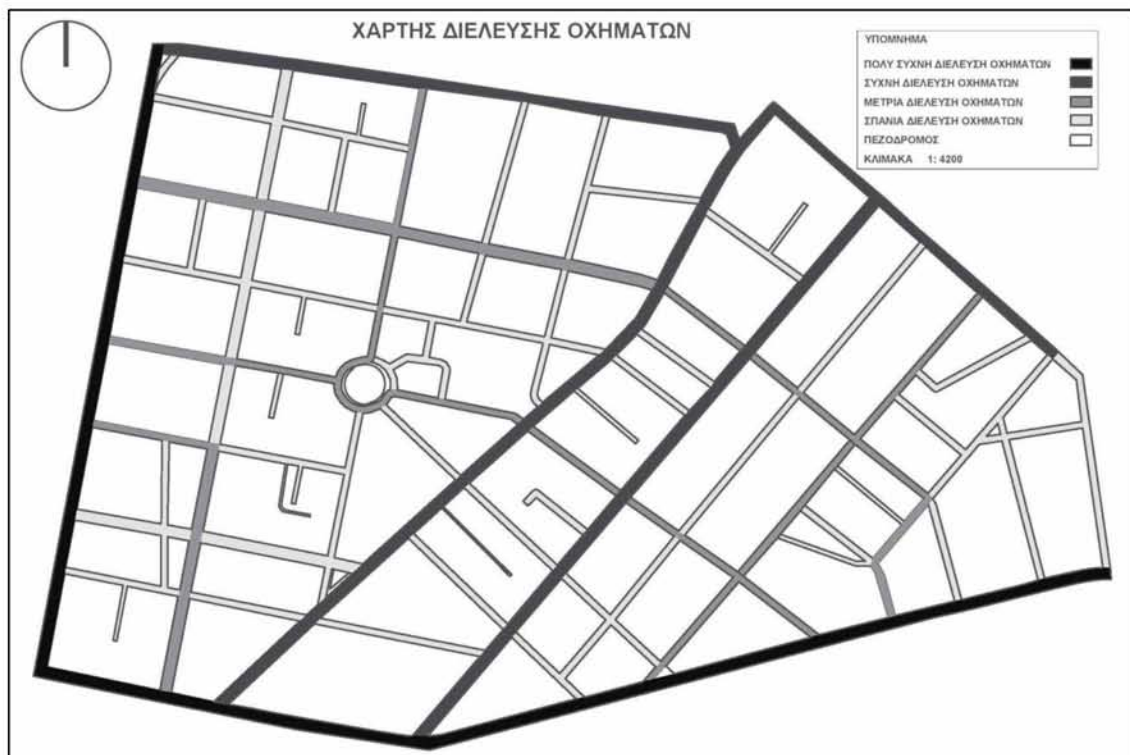 ΧΑΡΤΗΣ ΔΙΕΛΕΥΣΗΣ ΟΧΗΜΑΤΩΝ
ΥΠΟΜΝΗΜΑ
ΠΟΛΥ ΣΥΧΝΗ ΔΙΕΛΕΥΣΗ ΟΧΗΜΑΤΩΝ
ΣΥΧΝΗ ΔΙΕΛΕΥΣΗ ΟΧΗΜΑΤΩΝ
ΜΕΤΡΙΑ ΔΙΕΛΕΥΣΗ ΟΧΗΜΑΤΩΝ
ΣΠΑΝΙΑ ΔΙΕΛΕΥΣΗ ΟΧΗΜΑΤΩΝ
ΠΕΖΟΔΡΟΜΟΣ
ΚΛΙΜΑΚΑ 1: 4200